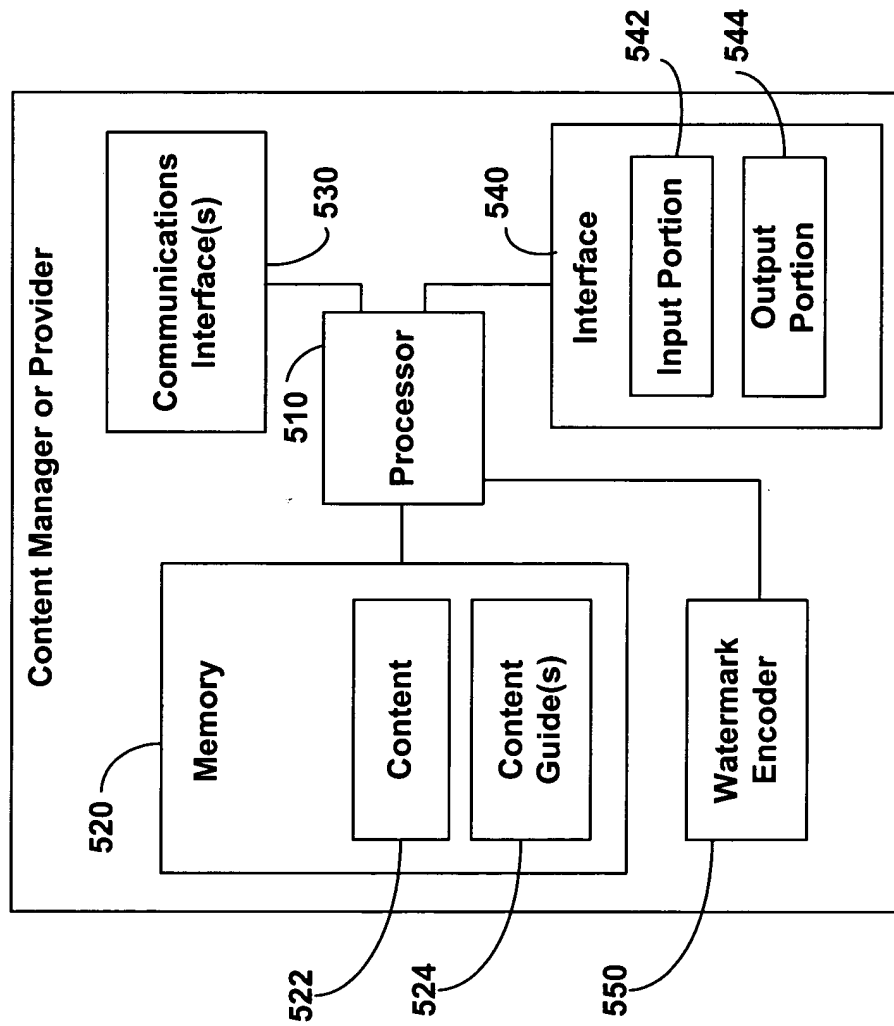 Content Manager or Provider
520
Memory
522
Content
524
Content
Guide(s)
510
Processor
Communications
Interface(s)
530
540
Interface
Input Portion
542
Output
Portion
544
Watermark
Encoder
550